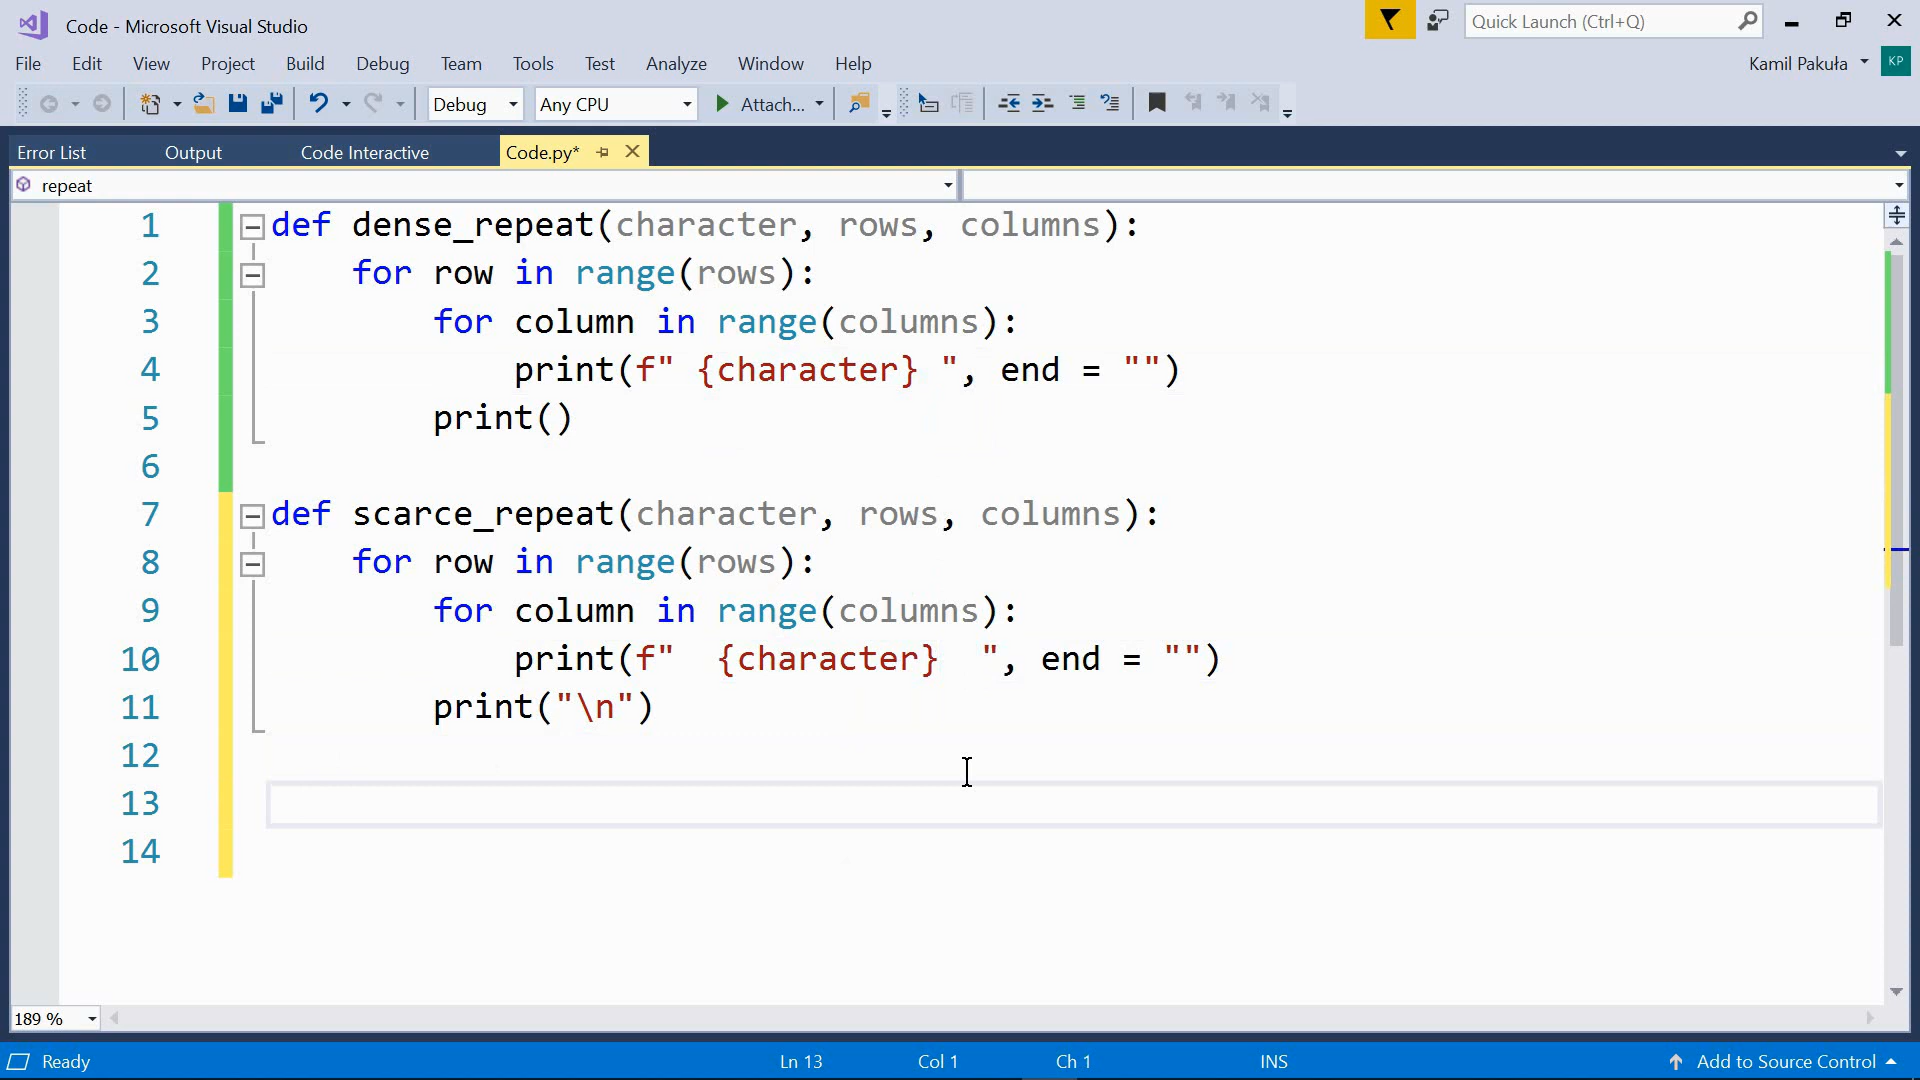 Code - Microsoft Visual Studio
Quick Launch (Ctrl+Q)
File Edit View Project Build Debug Team Tools Test Analyze Window Help
Kamil Pakuła KP
Debug Any CPU Attach...
Error List Output Code Interactive Code.py*
repeat
1 def dense_repeat(character, rows, columns):
2     for row in range(rows):
3         for column in range(columns):
4             print(f" {character} ", end = "")
5         print()
6
7 def scarce_repeat(character, rows, columns):
8     for row in range(rows):
9         for column in range(columns):
10             print(f"  {character}  ", end = "")
11         print("\n")
12
13
14
189 %
Ready Ln 13 Col 1 Ch 1 INS Add to Source Control